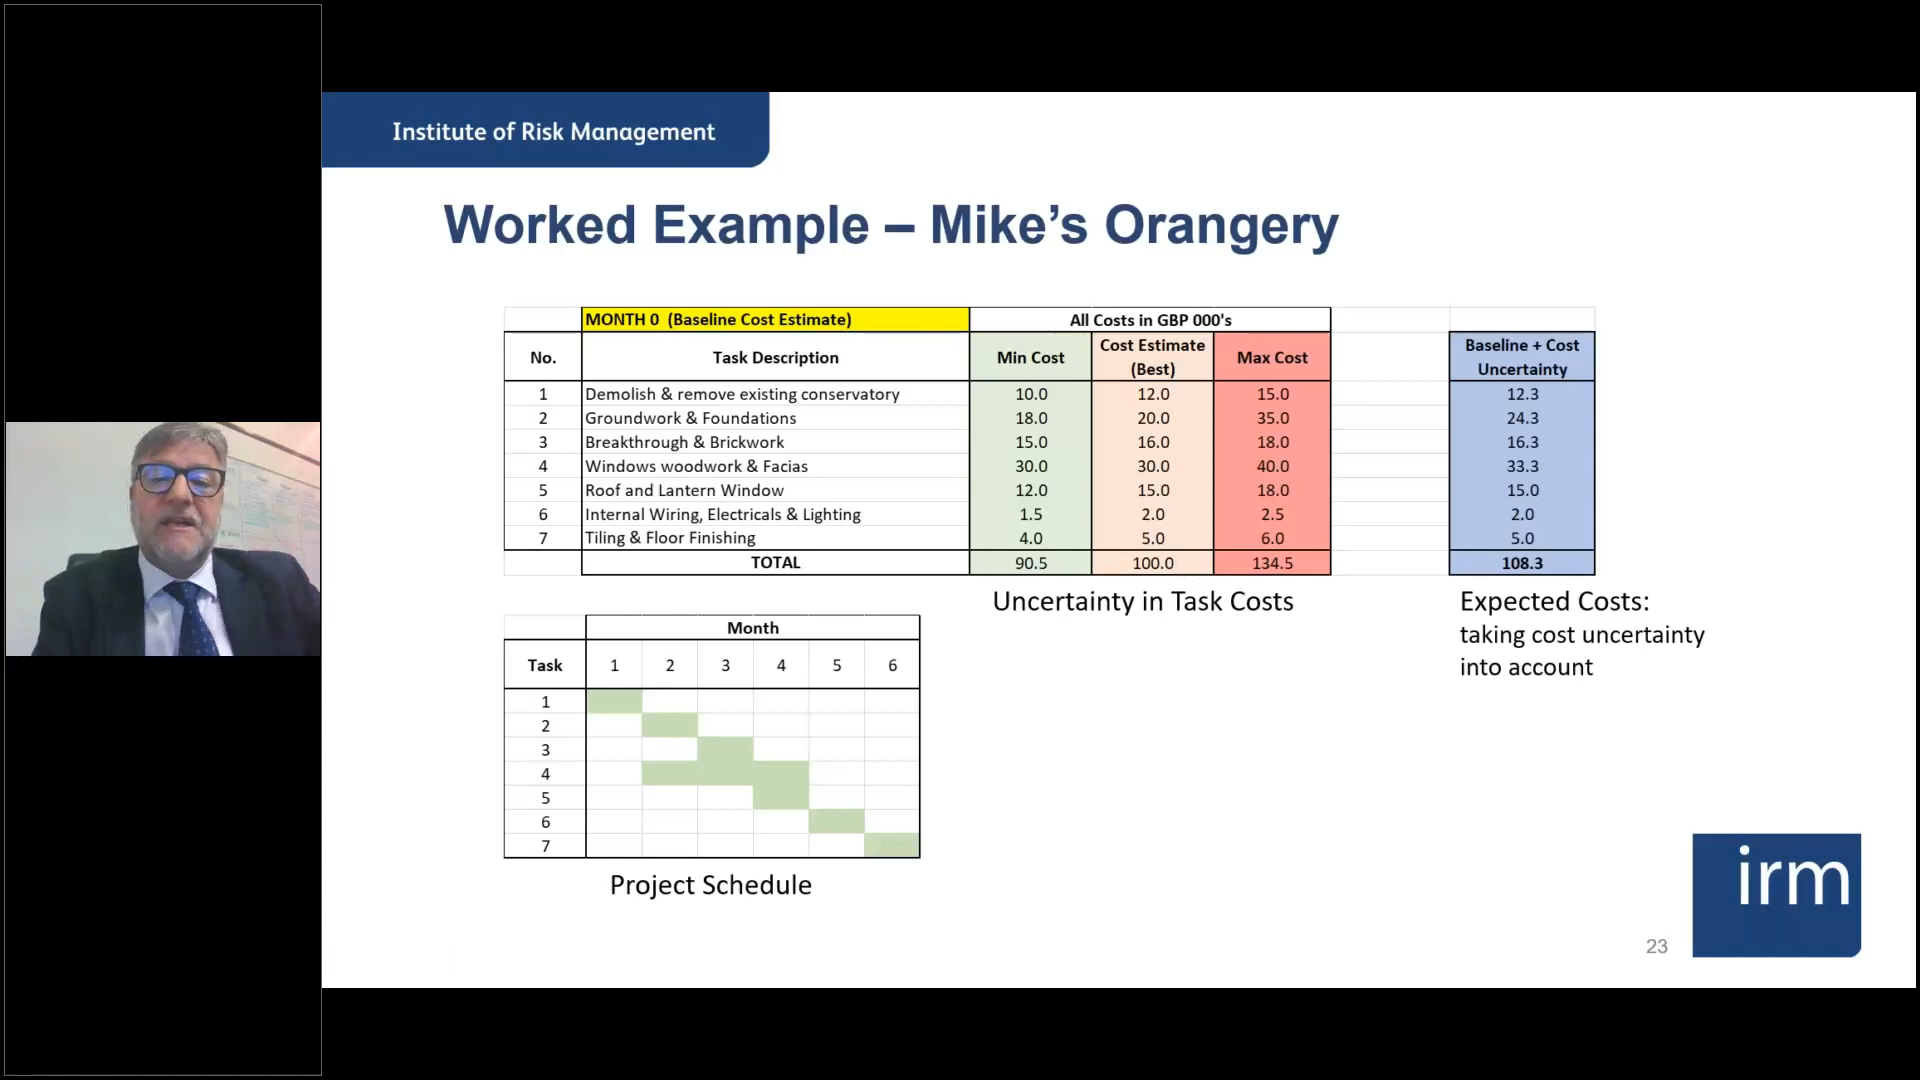 Institute of Risk Management
Worked Example – Mike’s Orangery
MONTH 0 (Baseline Cost Estimate) All Costs in GBP 000's
No. Task Description Min Cost Cost Estimate (Best) Max Cost Baseline + Cost Uncertainty
1 Demolish & remove existing conservatory 10.0 12.0 15.0 12.3
2 Groundwork & Foundations 18.0 20.0 35.0 24.3
3 Breakthrough & Brickwork 15.0 16.0 18.0 16.3
4 Windows woodwork & Facias 30.0 30.0 40.0 33.3
5 Roof and Lantern Window 12.0 15.0 18.0 15.0
6 Internal Wiring, Electricals & Lighting 1.5 2.0 2.5 2.0
7 Tiling & Floor Finishing 4.0 5.0 6.0 5.0
TOTAL 90.5 100.0 134.5 108.3
Uncertainty in Task Costs
Expected Costs:
taking cost uncertainty
into account
Month
Task 1 2 3 4 5 6
1
2
3
4
5
6
7
Project Schedule
irm
23